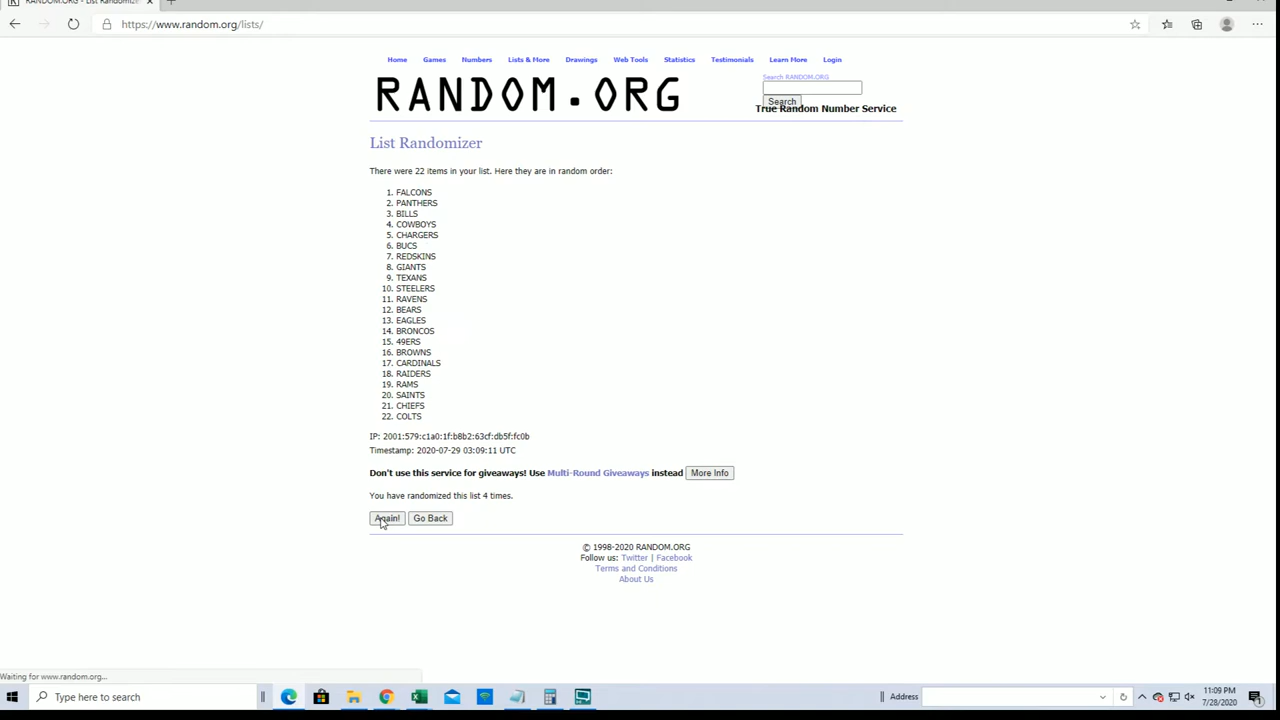 RANDOM.ORG - List Randomizer
https://www.random.org/lists/
Home Games Numbers Lists & More Drawings Web Tools Statistics Testimonials Learn More Login
Search RANDOM.ORG
RANDOM.ORG
Search
True Random Number Service
List Randomizer
There were 22 items in your list. Here they are in random order:
1. FALCONS
2. PANTHERS
3. BILLS
4. COWBOYS
5. CHARGERS
6. BUCS
7. REDSKINS
8. GIANTS
9. TEXANS
10. STEELERS
11. RAVENS
12. BEARS
13. EAGLES
14. BRONCOS
15. 49ERS
16. BROWNS
17. CARDINALS
18. RAIDERS
19. RAMS
20. SAINTS
21. CHIEFS
22. COLTS
IP: 2001:579:c1a0:1f:b8b2:63cf:db5f:fc0b
Timestamp: 2020-07-29 03:09:11 UTC
Don't use this service for giveaways! Use Multi-Round Giveaways instead More Info
You have randomized this list 4 times.
Again! Go Back
© 1998-2020 RANDOM.ORG
Follow us: Twitter | Facebook
Terms and Conditions
About Us
Waiting for www.random.org...
Type here to search
Address
11:09 PM
7/28/2020